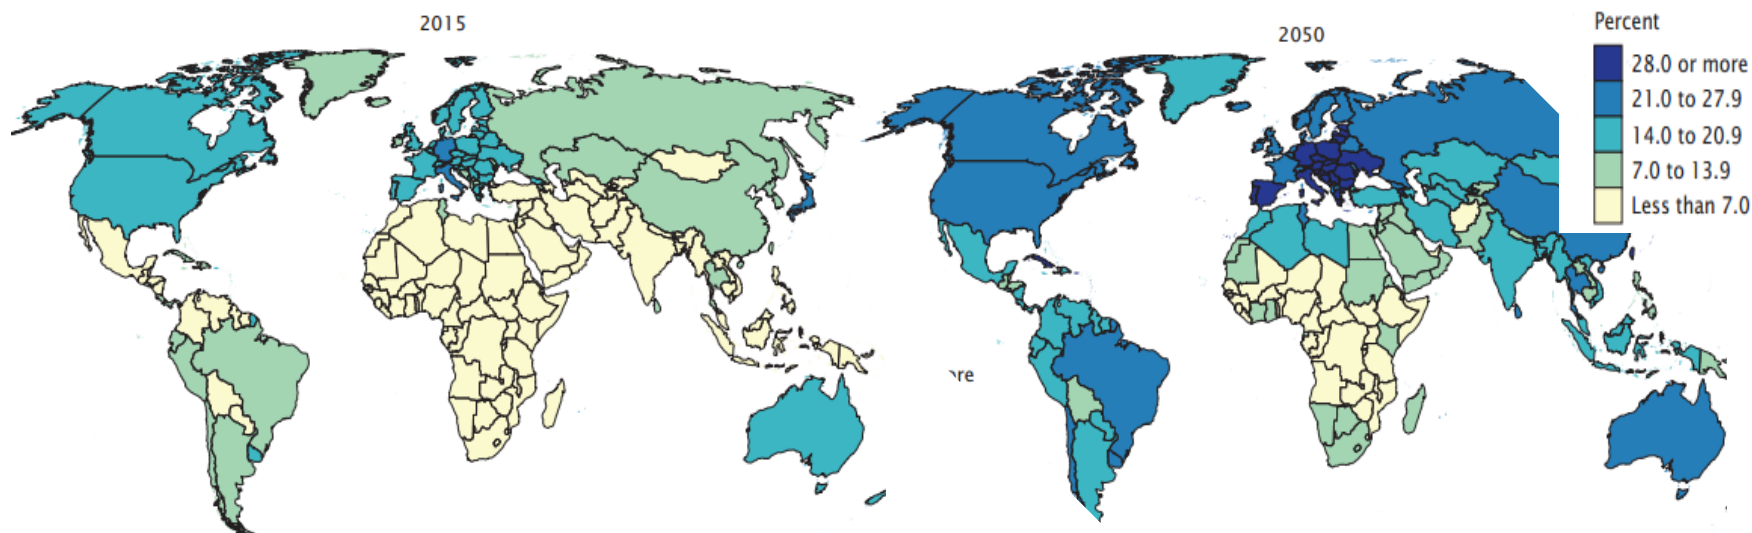 2015
2050
Percent
28.0 or more
21.0 to 27.9
14.0 to 20.9
7.0 to 13.9
Less than 7.0